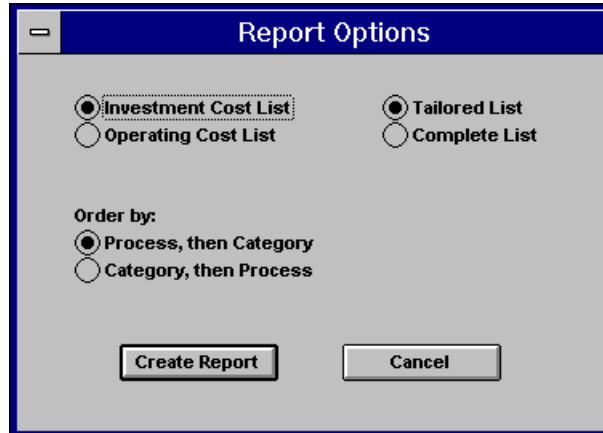 Report Options
Investment Cost List
Operating Cost List
Tailored List
Complete List
Order by:
Process, then Category
Category, then Process
Create Report
Cancel